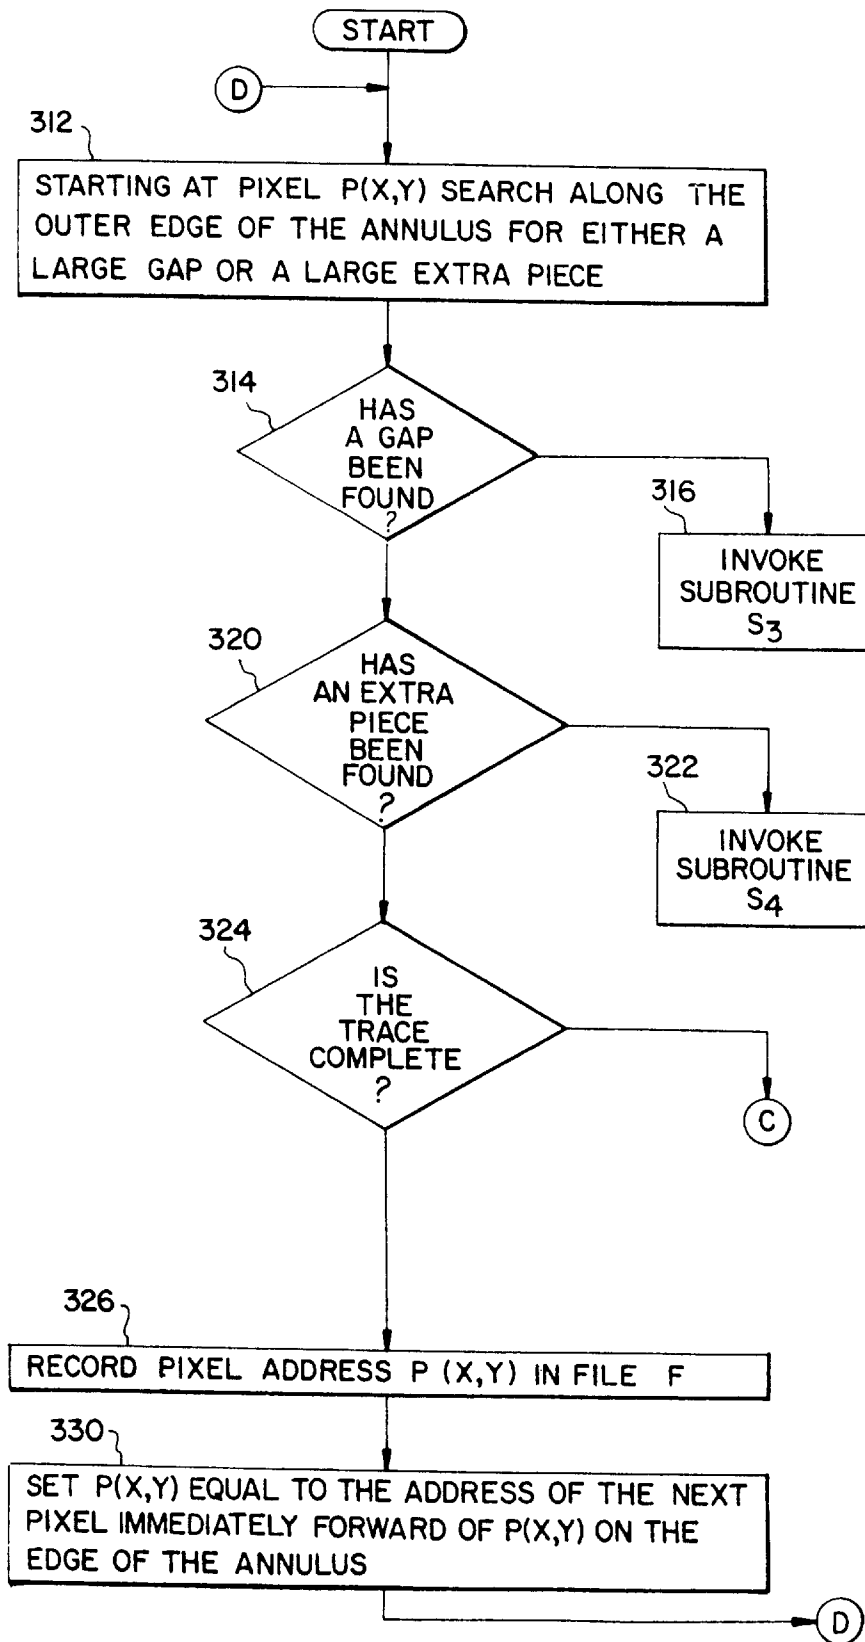 START
D
312
STARTING AT PIXEL P(X,Y) SEARCH ALONG THE
OUTER EDGE OF THE ANNULUS FOR EITHER A
LARGE GAP OR A LARGE EXTRA PIECE
314
HAS
A GAP
BEEN
FOUND
?
316
INVOKE
SUBROUTINE
S3
320
HAS
AN EXTRA
PIECE
BEEN
FOUND
?
322
INVOKE
SUBROUTINE
S4
324
IS
THE
TRACE
COMPLETE
?
C
326
RECORD PIXEL ADDRESS P (X,Y) IN FILE F
330
SET P(X,Y) EQUAL TO THE ADDRESS OF THE NEXT
PIXEL IMMEDIATELY FORWARD OF P(X,Y) ON THE
EDGE OF THE ANNULUS
D